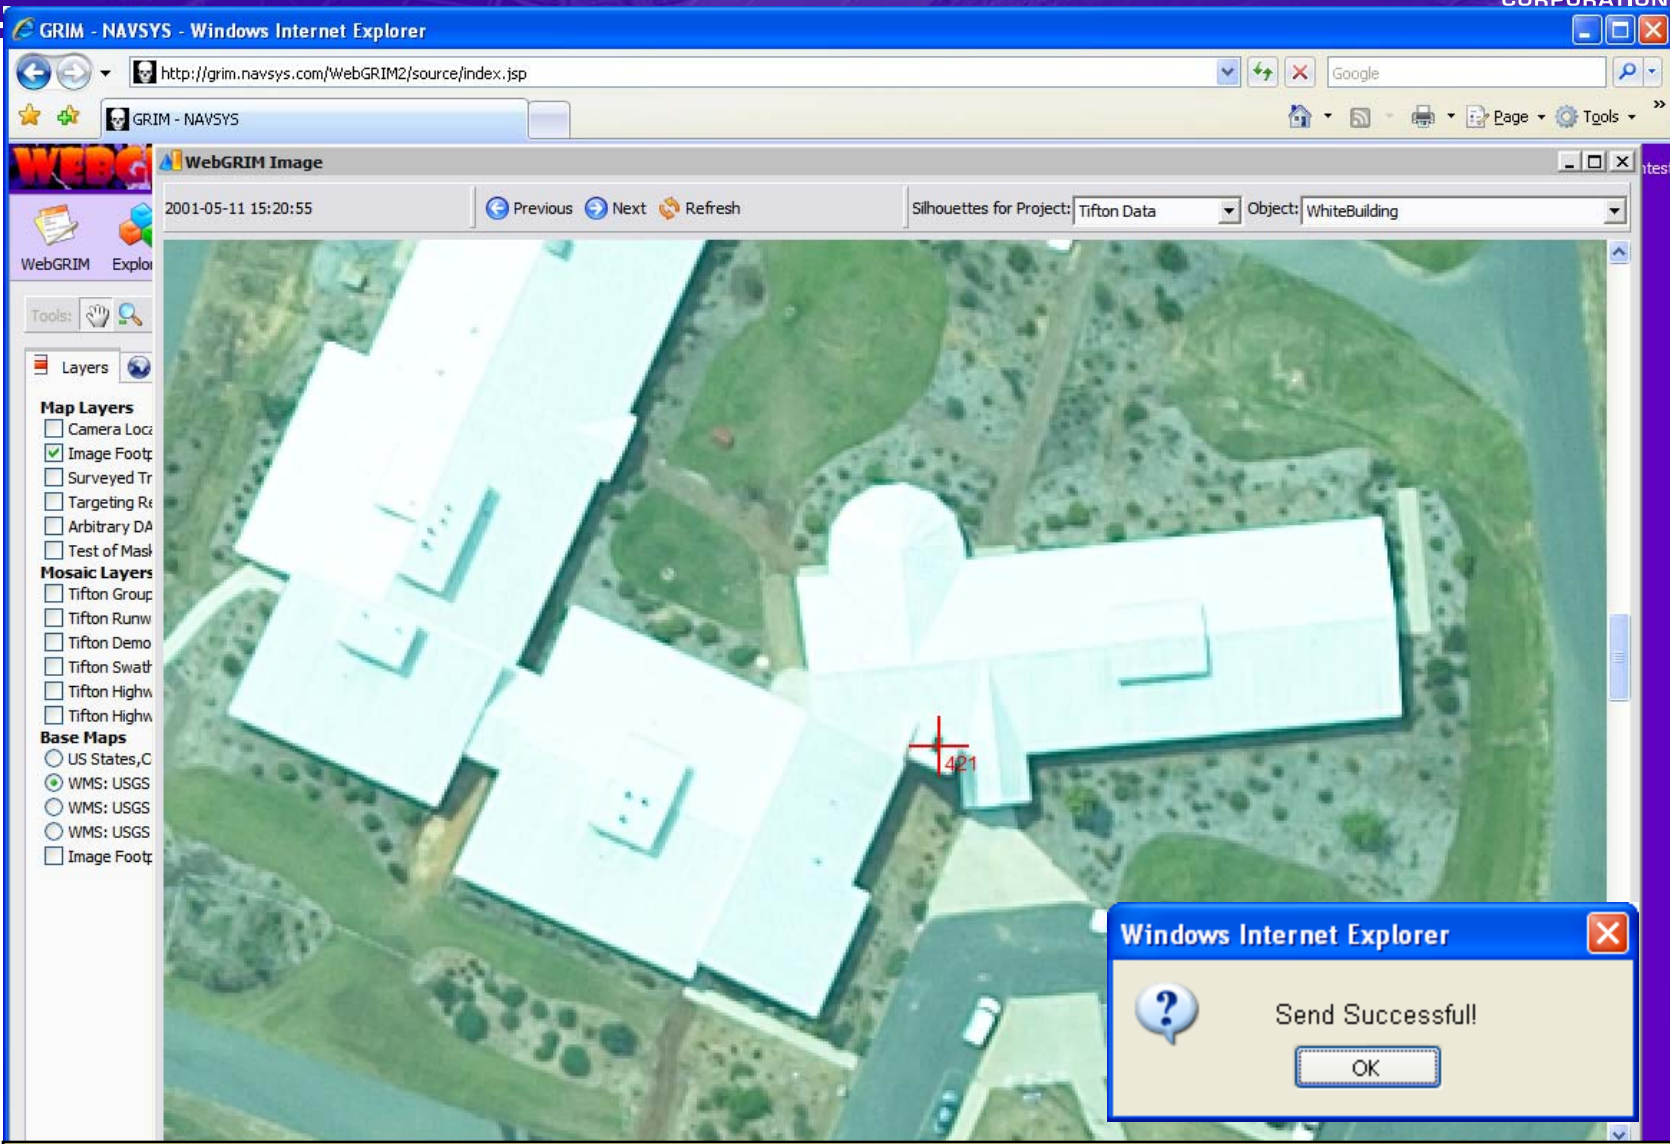 CORPORATION
GRIM - NAVSYS - Windows Internet Explorer
http://grim.navsys.com/WebGRIM2/source/index.jsp
Google
GRIM - NAVSYS
Page
Tools
»
WEBG
WebGRIM Image
2001-05-11 15:20:55
Previous
Next
Refresh
Silhouettes for Project:
Tifton Data
Object:
WhiteBuilding
WebGRIM
Explor
Tools:
Layers
Map Layers
Camera Loca
Image Footp
Surveyed Tr
Targeting Re
Arbitrary DA
Test of Mask
Mosaic Layers
Tifton Group
Tifton Runw
Tifton Demo
Tifton Swath
Tifton Highw
Tifton Highw
Base Maps
US States,C
WMS: USGS
WMS: USGS
WMS: USGS
Image Footp
421
Windows Internet Explorer
Send Successful!
OK